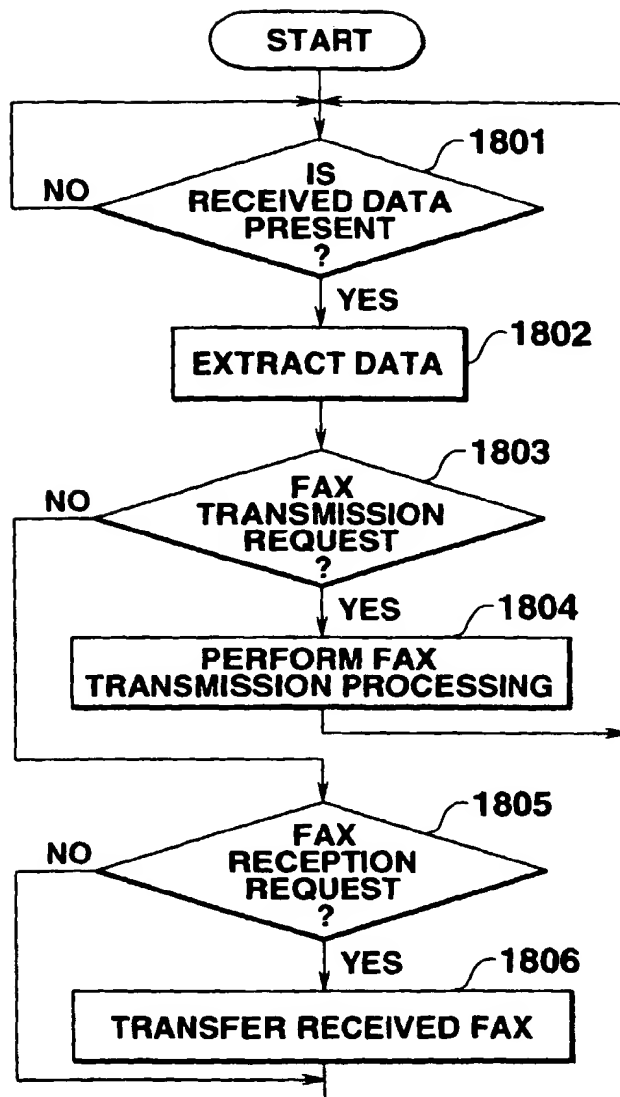 START
1801
IS
RECEIVED DATA
PRESENT
?
NO
YES
1802
EXTRACT DATA
1803
FAX
TRANSMISSION
REQUEST
?
NO
YES
1804
PERFORM FAX
TRANSMISSION PROCESSING
1805
FAX
RECEPTION
REQUEST
?
NO
YES
1806
TRANSFER RECEIVED FAX